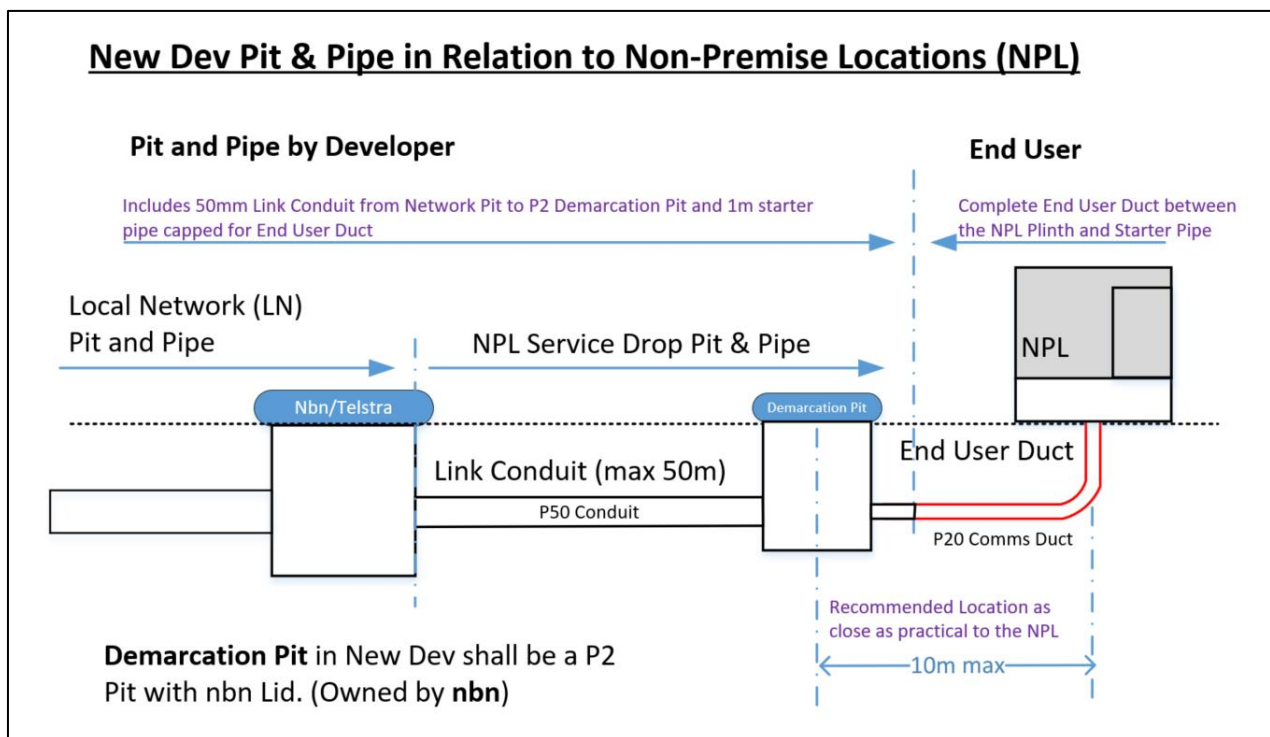 New Dev Pit & Pipe in Relation to Non-Premise Locations (NPL)
Pit and Pipe by Developer
End User
Includes 50mm Link Conduit from Network Pit to P2 Demarcation Pit and 1m starter
pipe capped for End User Duct
Complete End User Duct between
the NPL Plinth and Starter Pipe
Local Network (LN)
Pit and Pipe
NPL Service Drop Pit & Pipe
NPL
Nbn/Telstra
Demarcation Pit
End User Duct
Link Conduit (max 50m)
P50 Conduit
P20 Comms Duct
Recommended Location as
close as practical to the NPL
10m max
Demarcation Pit in New Dev shall be a P2
Pit with nbn Lid. (Owned by nbn)